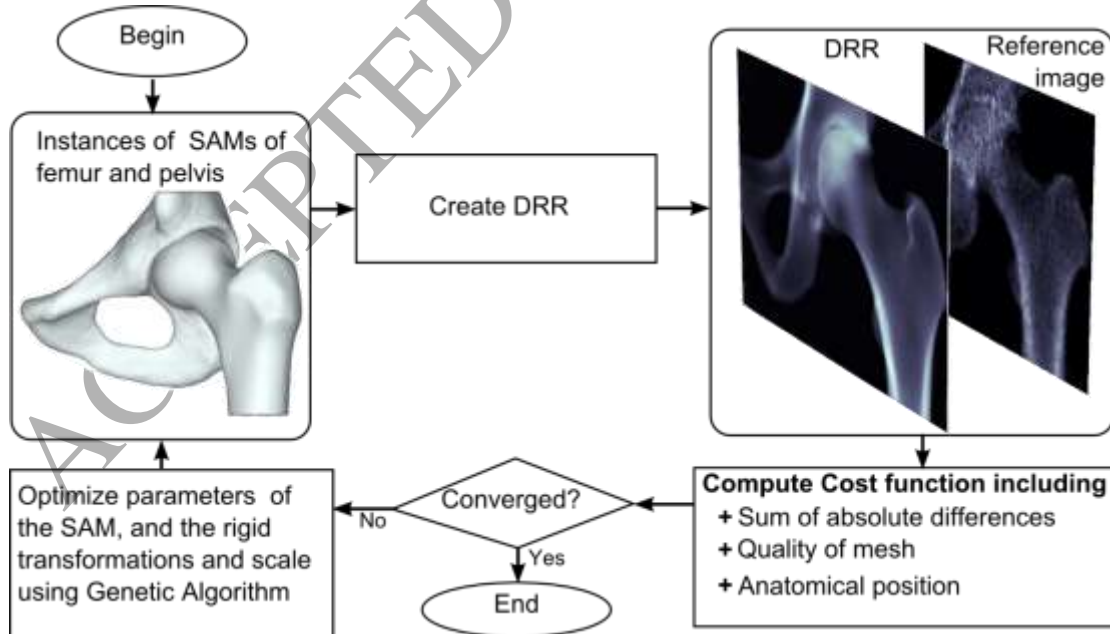 Begin
Instances of SAMs of
femur and pelvis
Create DRR
DRR
Reference
image
Compute Cost function including
+ Sum of absolute differences
+ Quality of mesh
+ Anatomical position
Converged?
No
Yes
End
Optimize parameters of
the SAM, and the rigid
transformations and scale
using Genetic Algorithm
ACCEPTED